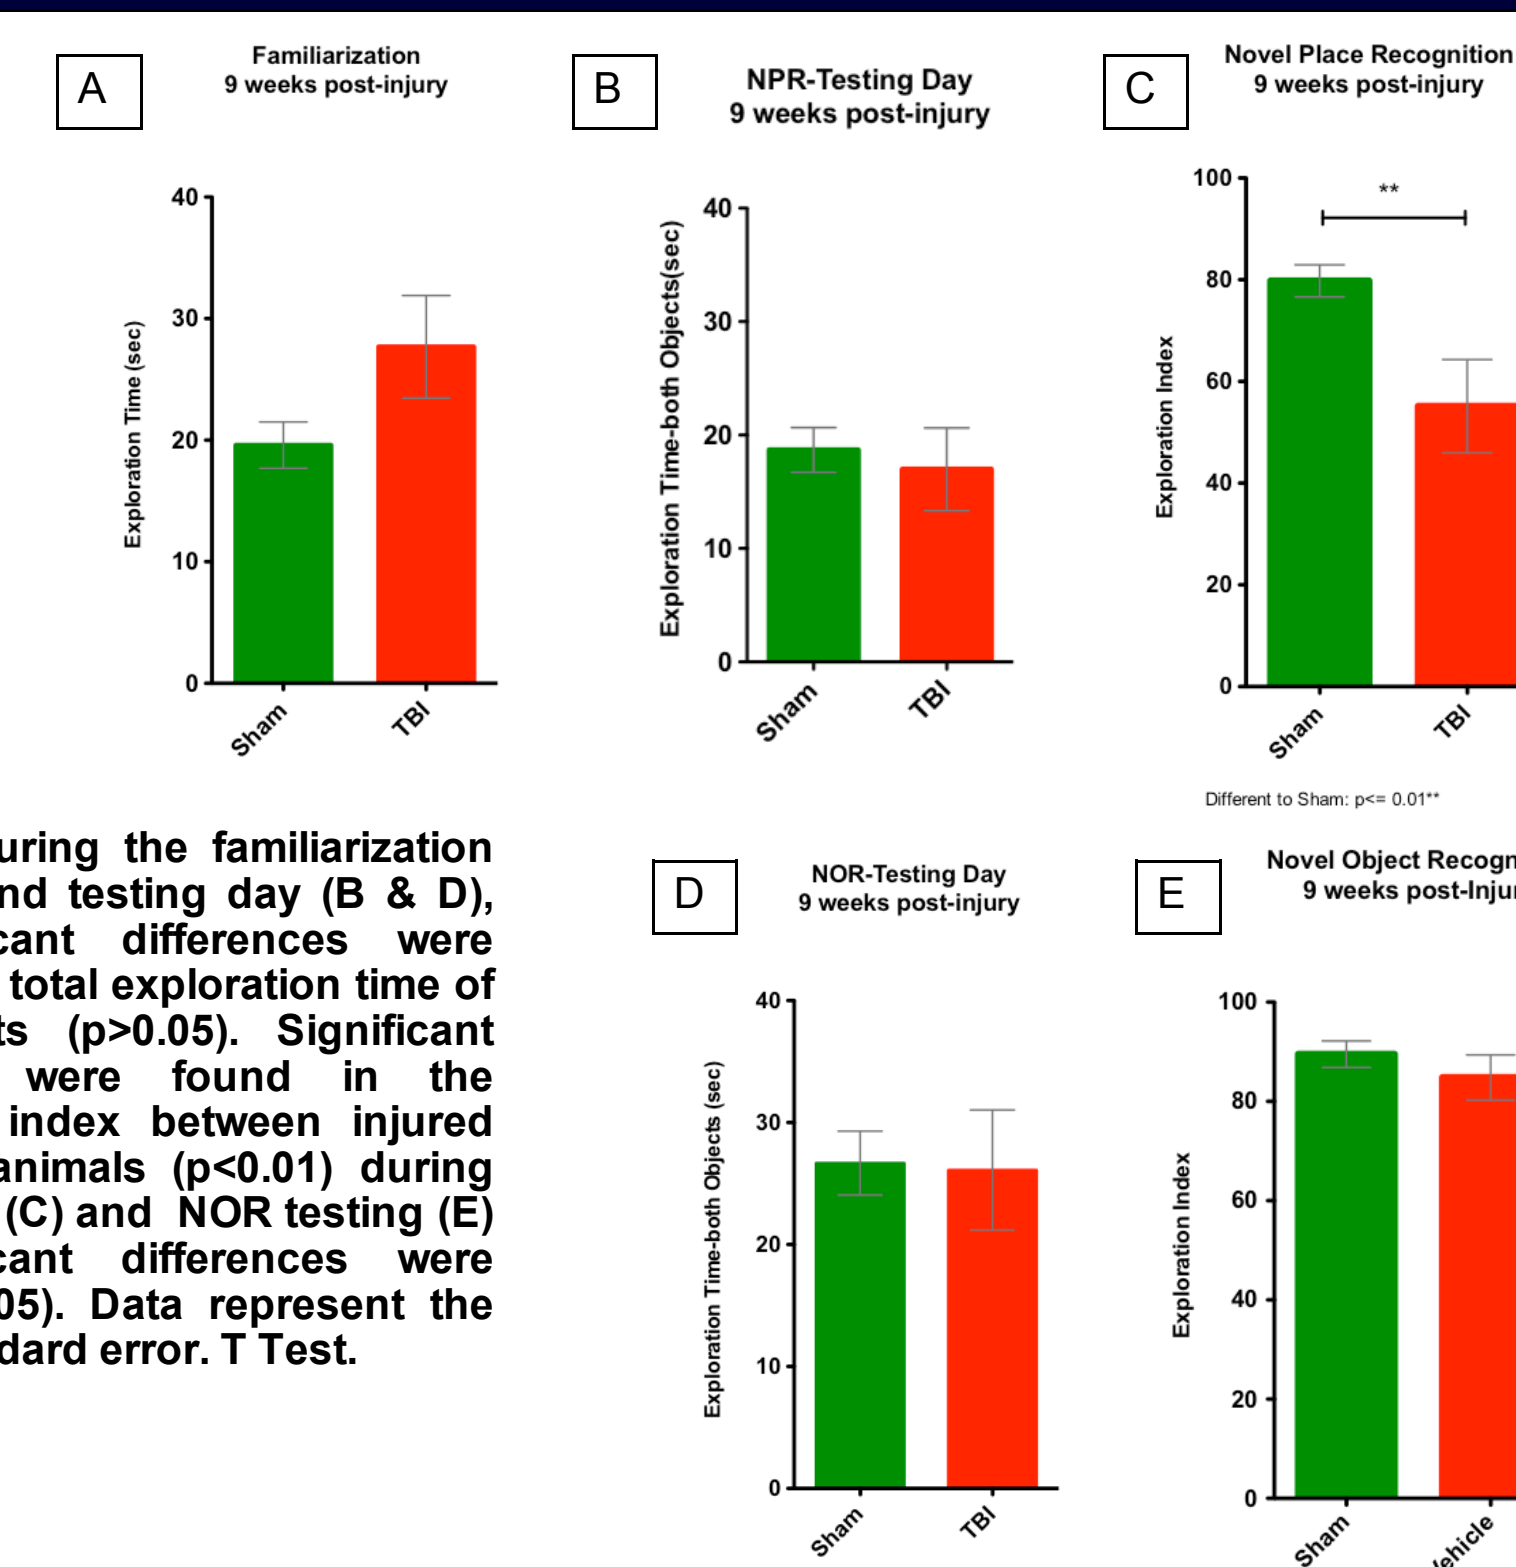 A
Familiarization
9 weeks post-injury
40
30
20
10
0
Exploration Time (sec)
Sham
TBI
B
NPR-Testing Day
9 weeks post-injury
40
30
20
10
0
Exploration Time-both Objects(sec)
Sham
TBI
C
Novel Place Recognition
9 weeks post-injury
100
80
60
40
20
0
**
Exploration Index
Sham
TBI
Different to Sham: p<= 0.01**
uring the familiarization
nd testing day (B & D),
cant differences were
total exploration time of
ts (p>0.05). Significant
were found in the
index between injured
animals (p<0.01) during
(C) and NOR testing (E)
cant differences were
05). Data represent the
dard error. T Test.
D
NOR-Testing Day
9 weeks post-injury
40
30
20
10
0
Exploration Time-both Objects (sec)
Sham
TBI
E
Novel Object Recogn
9 weeks post-Injur
100
80
60
40
20
0
Exploration Index
Sham
ehicle